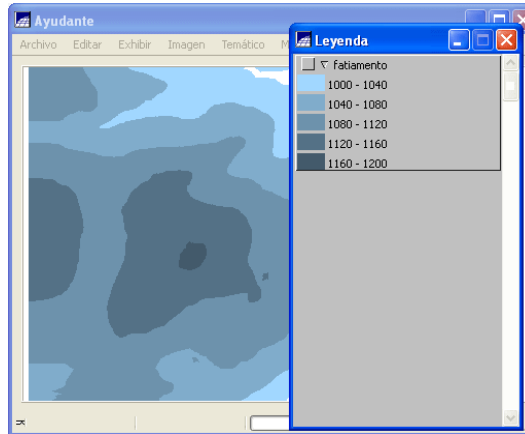 Ayudante
Archivo Editar Exhibir Imagen Temático M
Leyenda
fatiamento
1000 - 1040
1040 - 1080
1080 - 1120
1120 - 1160
1160 - 1200